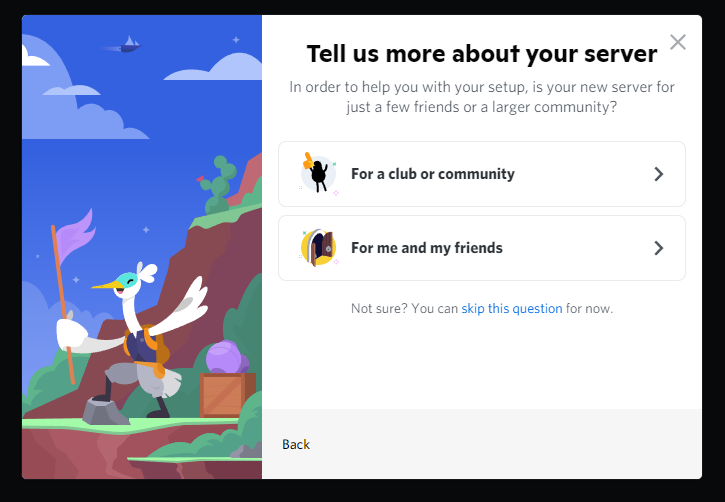 Tell us more about your server
In order to help you with your setup, is your new server for
just a few friends or a larger community?
For a club or community
For me and my friends
Not sure? You can skip this question for now.
Back